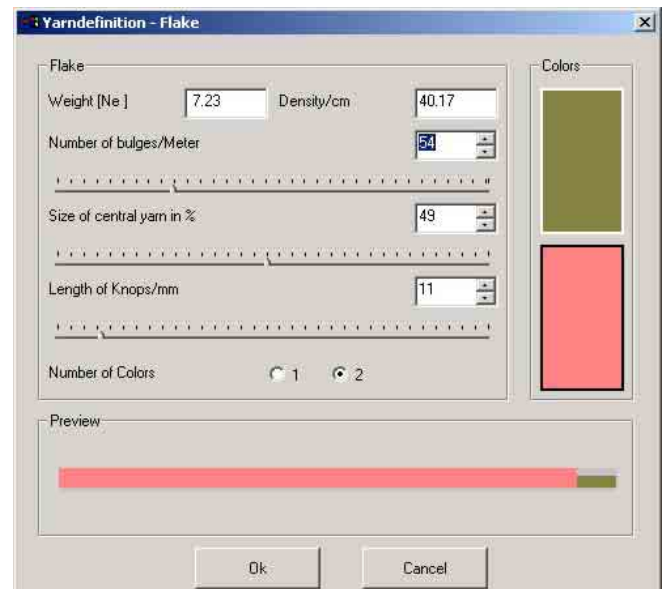 Yarndefinition - Flake
Flake
Colors
Weight [Ne ] 7.23 Density/cm 40.17
Number of bulges/Meter 54
Size of central yarn in % 49
Length of Knops/mm 11
Number of Colors 1 2
Preview
Ok Cancel